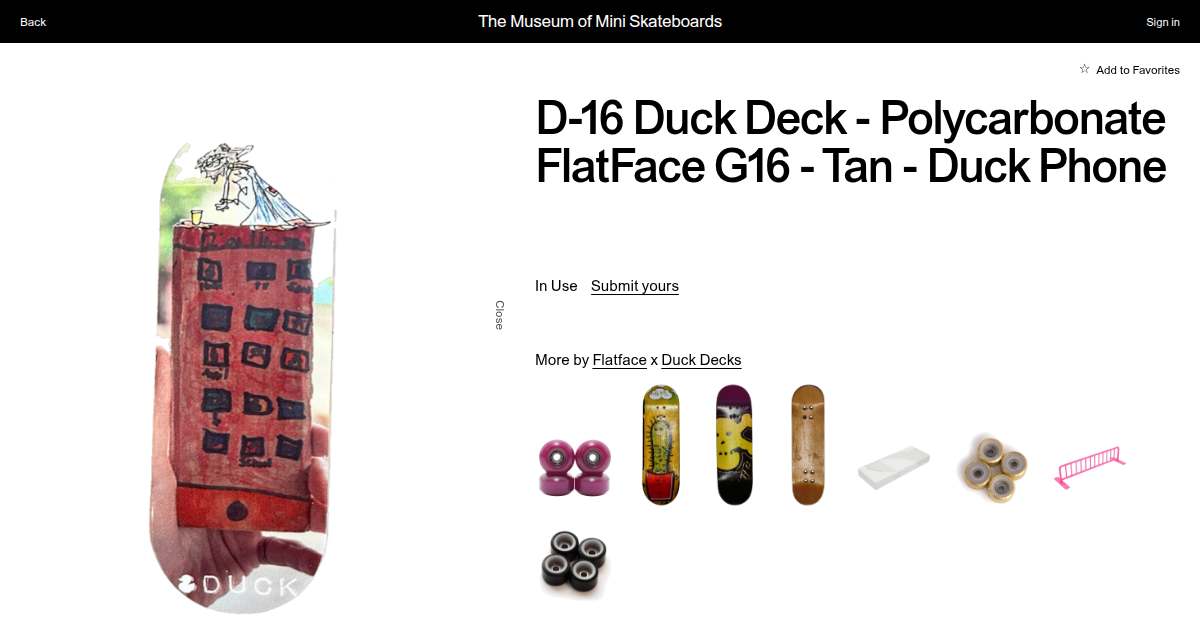 Back
The Museum of Mini Skateboards
Sign in
☆ Add to Favorites
D-16 Duck Deck - Polycarbonate
FlatFace G16 - Tan - Duck Phone
In Use Submit yours
Close
More by Flatface x Duck Decks
DUCK